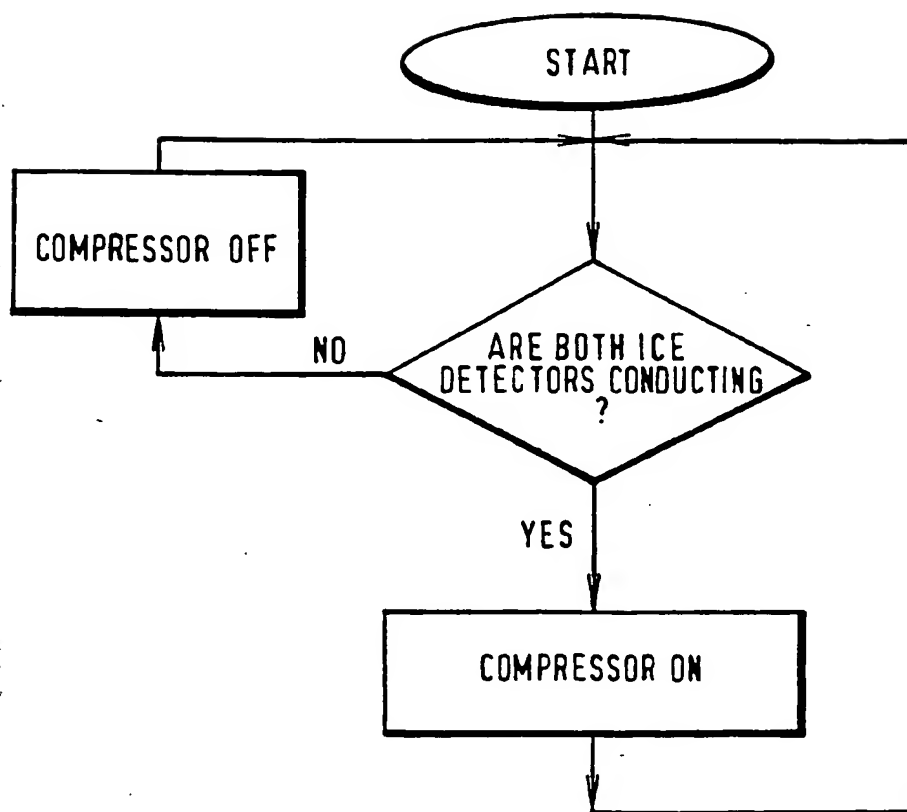 START
COMPRESSOR OFF
NO
ARE BOTH ICE
DETECTORS CONDUCTING
?
YES
COMPRESSOR ON